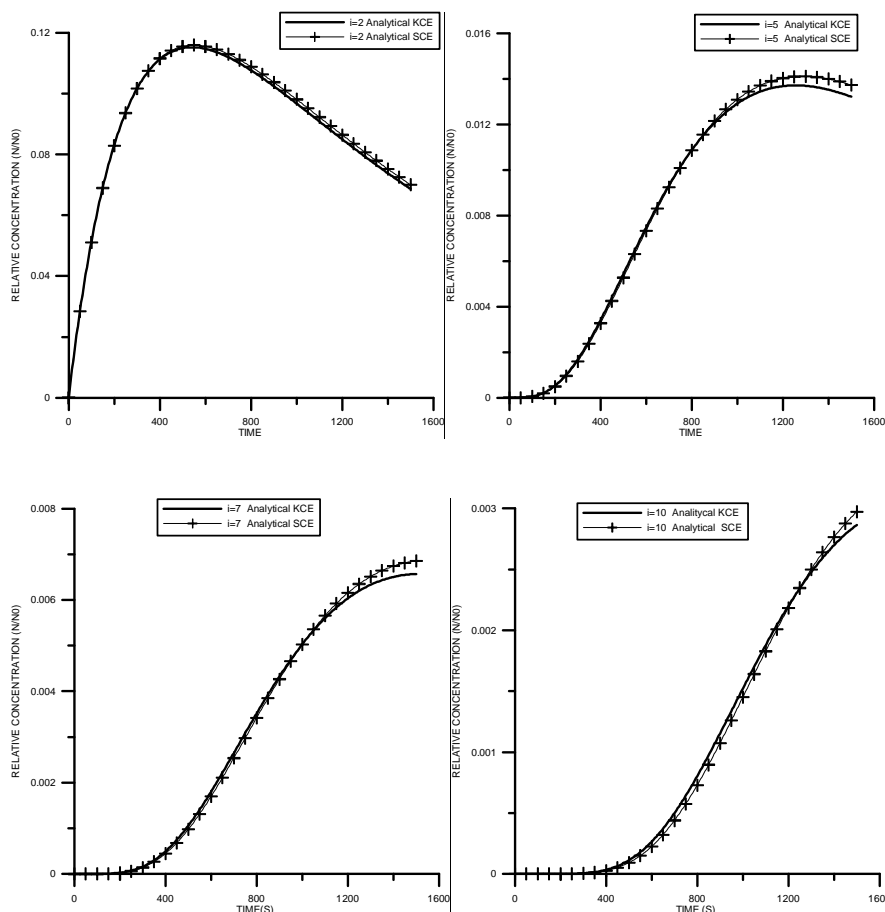 i=2 Analytical KCE
i=2 Analytical SCE
0.12
0.08
0.04
0
RELATIVE CONCENTRATION (N/N0)
0
400
800
1200
1600
TIME
i=5 Analytical KCE
i=5 Analytical SCE
0.016
0.012
0.008
0.004
0
RELATIVE CONCENTRATION (N/N0)
0
400
800
1200
1600
TIME
i=7 Analytical KCE
i=7 Analytical SCE
0.008
0.006
0.004
0.002
0
RELATIVE CONCENTRATION (N/N0)
0
400
800
1200
1600
TIME(S)
i=10 Analitycal KCE
i=10 Analytical SCE
0.003
0.002
0.001
0
RELATIVE CONCENTRATION (N/N0)
0
400
800
1200
TIME (S)